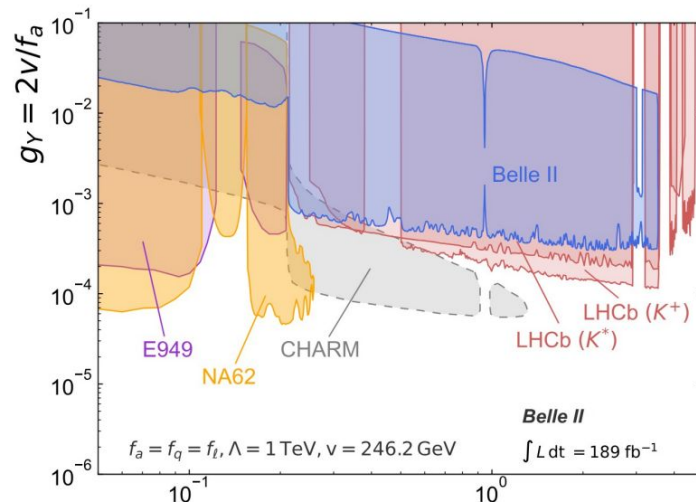 g_Y = 2v/f_a
10^{-1}
10^{-2}
10^{-3}
10^{-4}
10^{-5}
10^{-6}
Belle II
LHCb (K^+)
LHCb (K^*)
E949
CHARM
NA62
Belle II
f_a = f_q = f_ℓ, Λ = 1 TeV, v = 246.2 GeV
∫ L dt = 189 fb^{-1}
10^{-1} 10^0